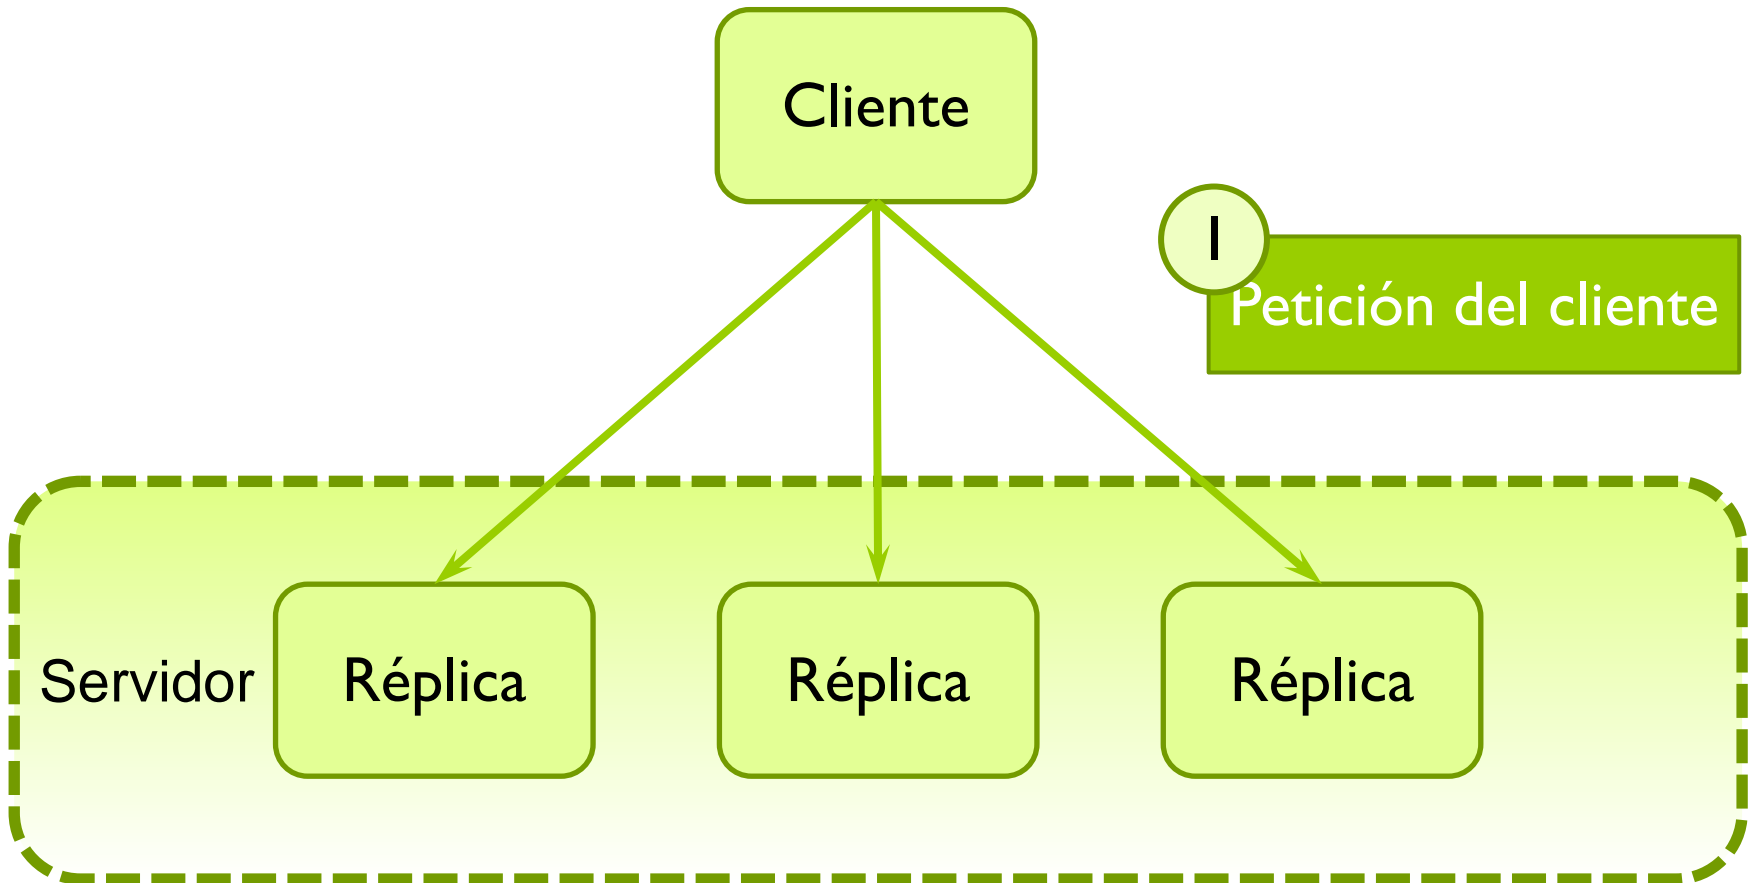 Cliente
1
Petición del cliente
Servidor
Réplica
Réplica
Réplica